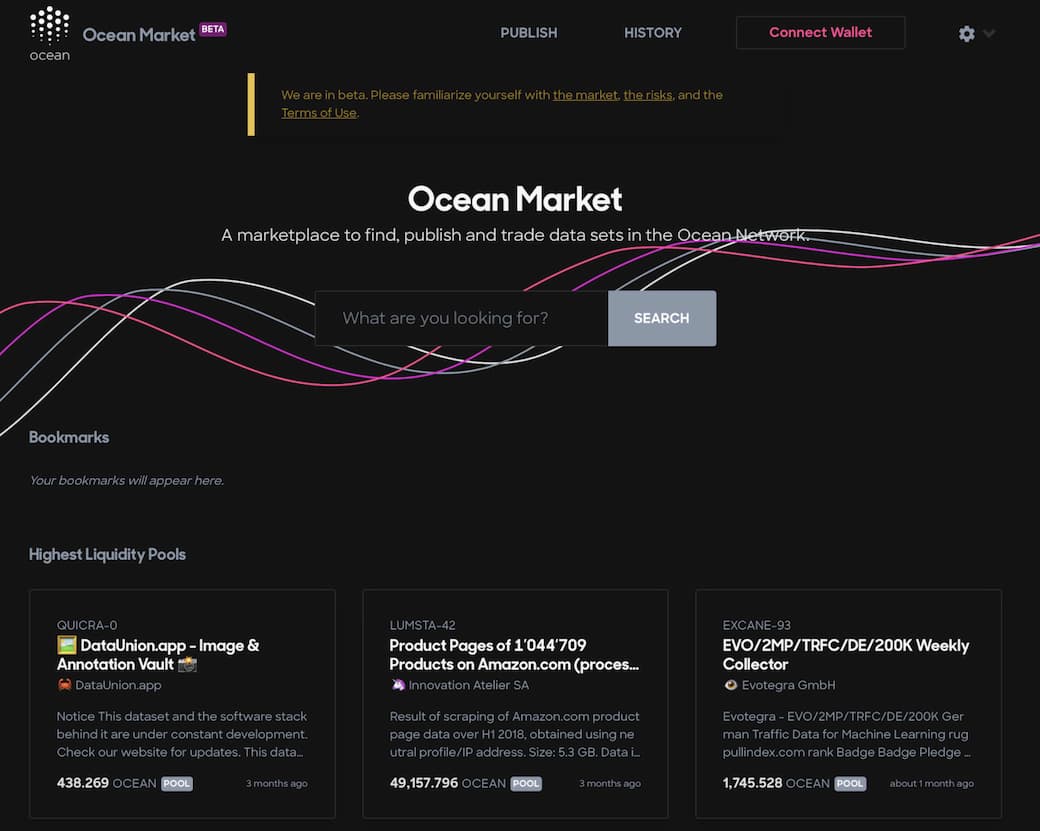 ocean
Ocean Market BETA
PUBLISH
HISTORY
Connect Wallet
We are in beta. Please familiarize yourself with the market, the risks, and the
Terms of Use.
Ocean Market
A marketplace to find, publish and trade data sets in the Ocean Network.
What are you looking for?
SEARCH
Bookmarks
Your bookmarks will appear here.
Highest Liquidity Pools
QUICRA-0
🖼️ DataUnion.app - Image &
Annotation Vault 📸
🦀 DataUnion.app
Notice This dataset and the software stack
behind it are under constant development.
Check our website for updates. This data…
438.269 OCEAN POOL
3 months ago
LUMSTA-42
Product Pages of 1'044'709
Products on Amazon.com (proces…
🦄 Innovation Atelier SA
Result of scraping of Amazon.com product
page data over H1 2018, obtained using ne
utral profile/IP address. Size: 5.3 GB. Data i…
49,157.796 OCEAN POOL
3 months ago
EXCANE-93
EVO/2MP/TRFC/DE/200K Weekly
Collector
👁 Evotegra GmbH
Evotegra - EVO/2MP/TRFC/DE/200K Ger
man Traffic Data for Machine Learning rug
pullindex.com rank Badge Badge Pledge …
1,745.528 OCEAN POOL
about 1 month ago